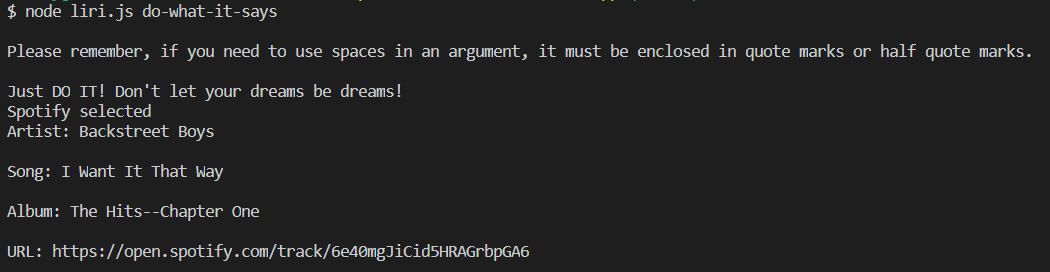 $ node liri.js do-what-it-says
Please remember, if you need to use spaces in an argument, it must be enclosed in quote marks or half quote marks.
Just DO IT! Don't let your dreams be dreams!
Spotify selected
Artist: Backstreet Boys
Song: I Want It That Way
Album: The Hits--Chapter One
URL: https://open.spotify.com/track/6e40mgJiCid5HRAGrbpGA6